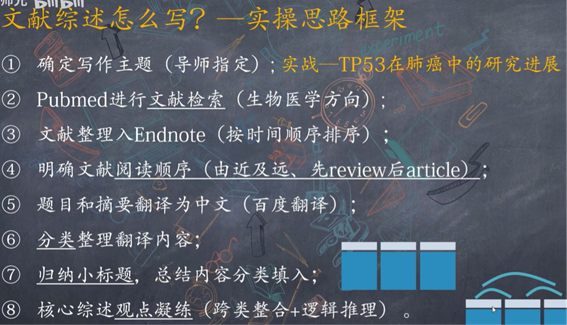 文献综述怎么写？—实操思路框架
① 确定写作主题（导师指定）；实战—TP53在肺癌中的研究进展
② Pubmed进行文献检索（生物医学方向）；
③ 文献整理入Endnote（按时间顺序排序）；
④ 明确文献阅读顺序（由近及远、先review后article）；
⑤ 题目和摘要翻译为中文（百度翻译）；
⑥ 分类整理翻译内容；
⑦ 归纳小标题，总结内容分类填入；
⑧ 核心综述观点凝练（跨类整合+逻辑推理）。